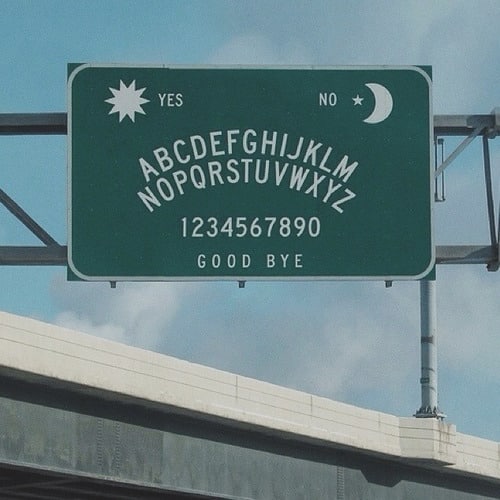 YES NO
ABCDEFGHIJKLM
NOPQRSTUVWXYZ
1234567890
GOOD BYE